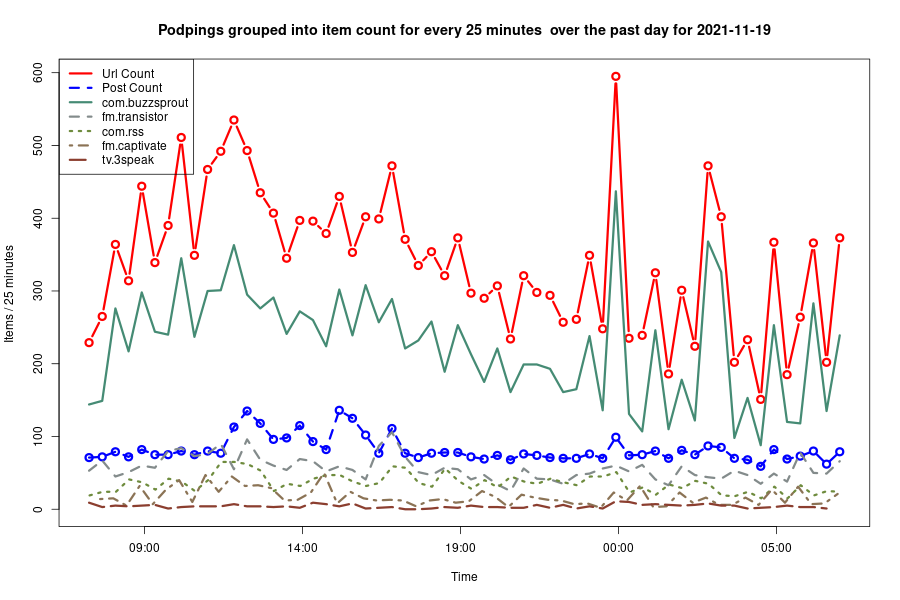 Podpings grouped into item count for every 25 minutes  over the past day for 2021-11-19
Url Count
Post Count
com.buzzsprout
fm.transistor
com.rss
fm.captivate
tv.3speak
Items / 25 minutes
600
500
400
300
200
100
0
09:00
14:00
19:00
00:00
05:00
Time